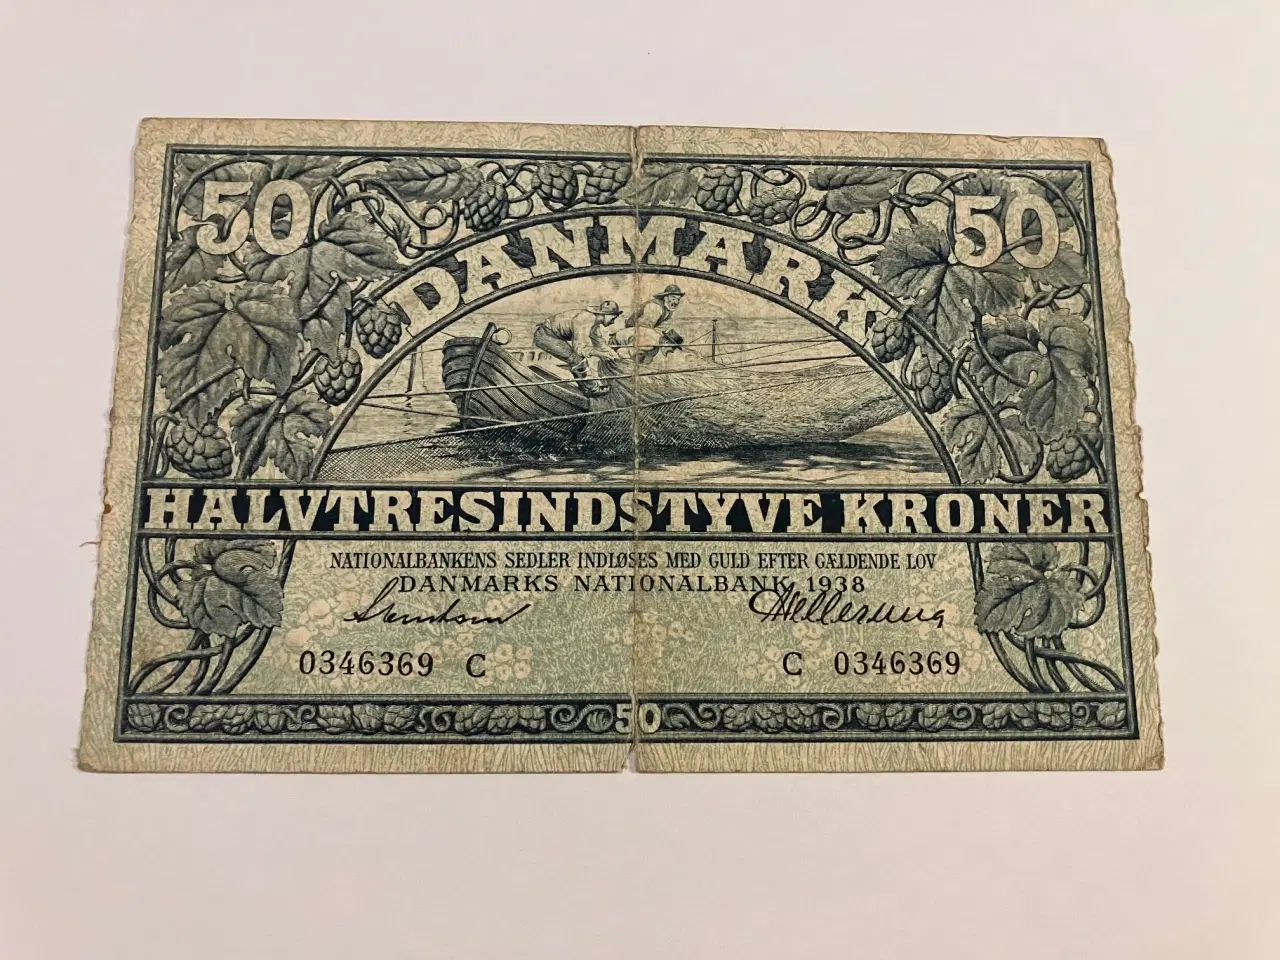 50 50
DANMARK
HALVTRESINDSTYVE KRONER
NATIONALBANKENS SEDLER INDLØSES MED GULD EFTER GÆLDENDE LOV
DANMARKS NATIONALBANK 1938
Svendsen
0346369 C C 0346369
50